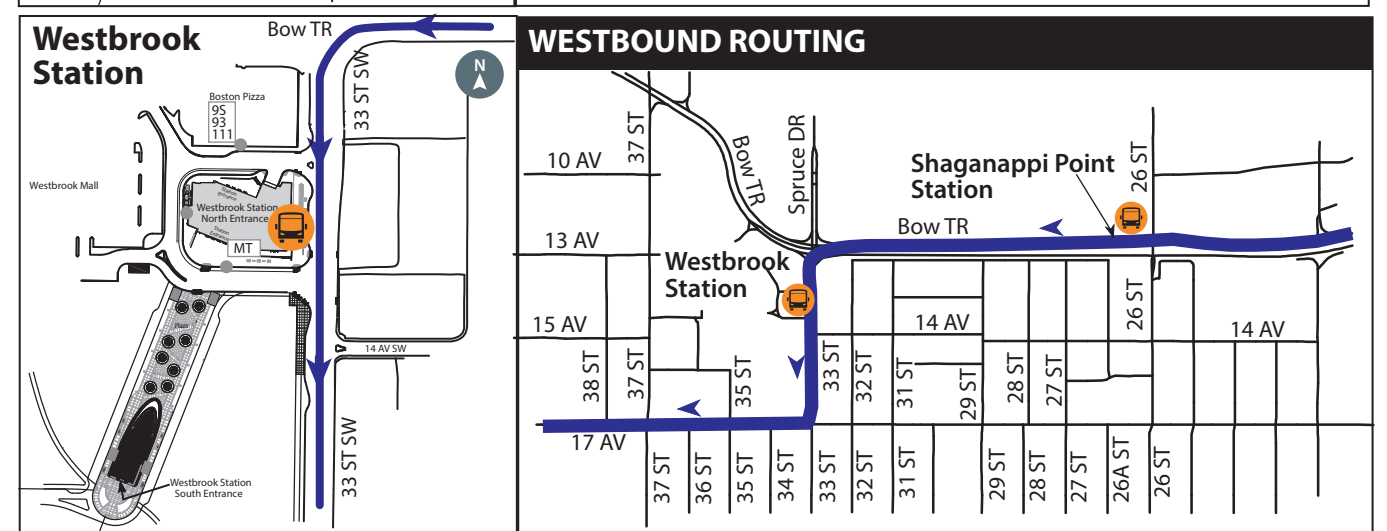 Westbrook
Station
Bow TR
33 ST SW
N
Boston Pizza
9S
93
111
Westbrook Mall
Station
Entrance
Westbrook Station
North Entrance
Station
Entrance
MT
Plaza
14 AV SW
33 ST SW
Westbrook Station
South Entrance
WESTBOUND ROUTING
37 ST
Bow TR
Spruce DR
10 AV
Shaganappi Point
Station
26 ST
Bow TR
13 AV
Westbrook
Station
26 ST
15 AV
14 AV
14 AV
38 ST
37 ST
35 ST
33 ST
32 ST
31 ST
29 ST
28 ST
27 ST
17 AV
37 ST
36 ST
35 ST
34 ST
33 ST
32 ST
31 ST
29 ST
28 ST
27 ST
26A ST
26 ST